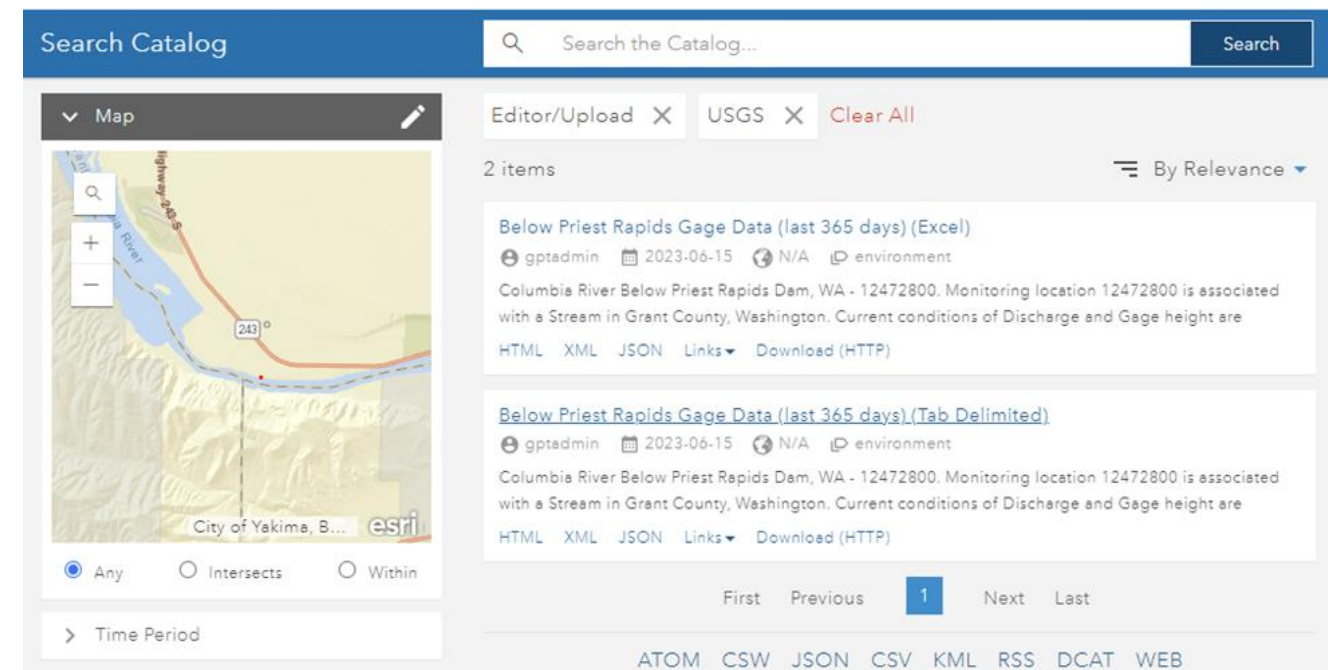 Search Catalog
Search the Catalog...
Search
Map
Highway 243 S
River
243
City of Yakima, B...
esri
Any
Intersects
Within
Time Period
Editor/Upload
USGS
Clear All
2 items
By Relevance
Below Priest Rapids Gage Data (last 365 days) (Excel)
gptadmin 2023-06-15 N/A environment
Columbia River Below Priest Rapids Dam, WA - 12472800. Monitoring location 12472800 is associated
with a Stream in Grant County, Washington. Current conditions of Discharge and Gage height are
HTML XML JSON Links Download (HTTP)
Below Priest Rapids Gage Data (last 365 days) (Tab Delimited)
gptadmin 2023-06-15 N/A environment
Columbia River Below Priest Rapids Dam, WA - 12472800. Monitoring location 12472800 is associated
with a Stream in Grant County, Washington. Current conditions of Discharge and Gage height are
HTML XML JSON Links Download (HTTP)
First Previous 1 Next Last
ATOM CSW JSON CSV KML RSS DCAT WEB